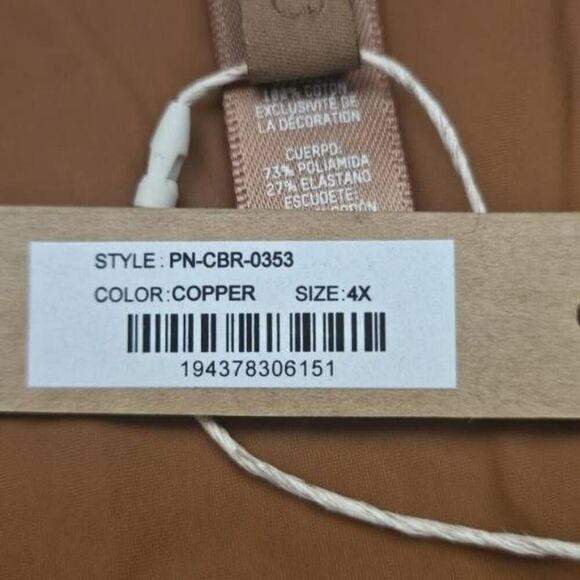 100% COTON
EXCLUSIVITÉ DE
LA DÉCORATION
CUERPO:
73% POLIAMIDA
27% ELASTANO
ESCUDETE:
STYLE: PN-CBR-0353
COLOR: COPPER SIZE: 4X
194378306151